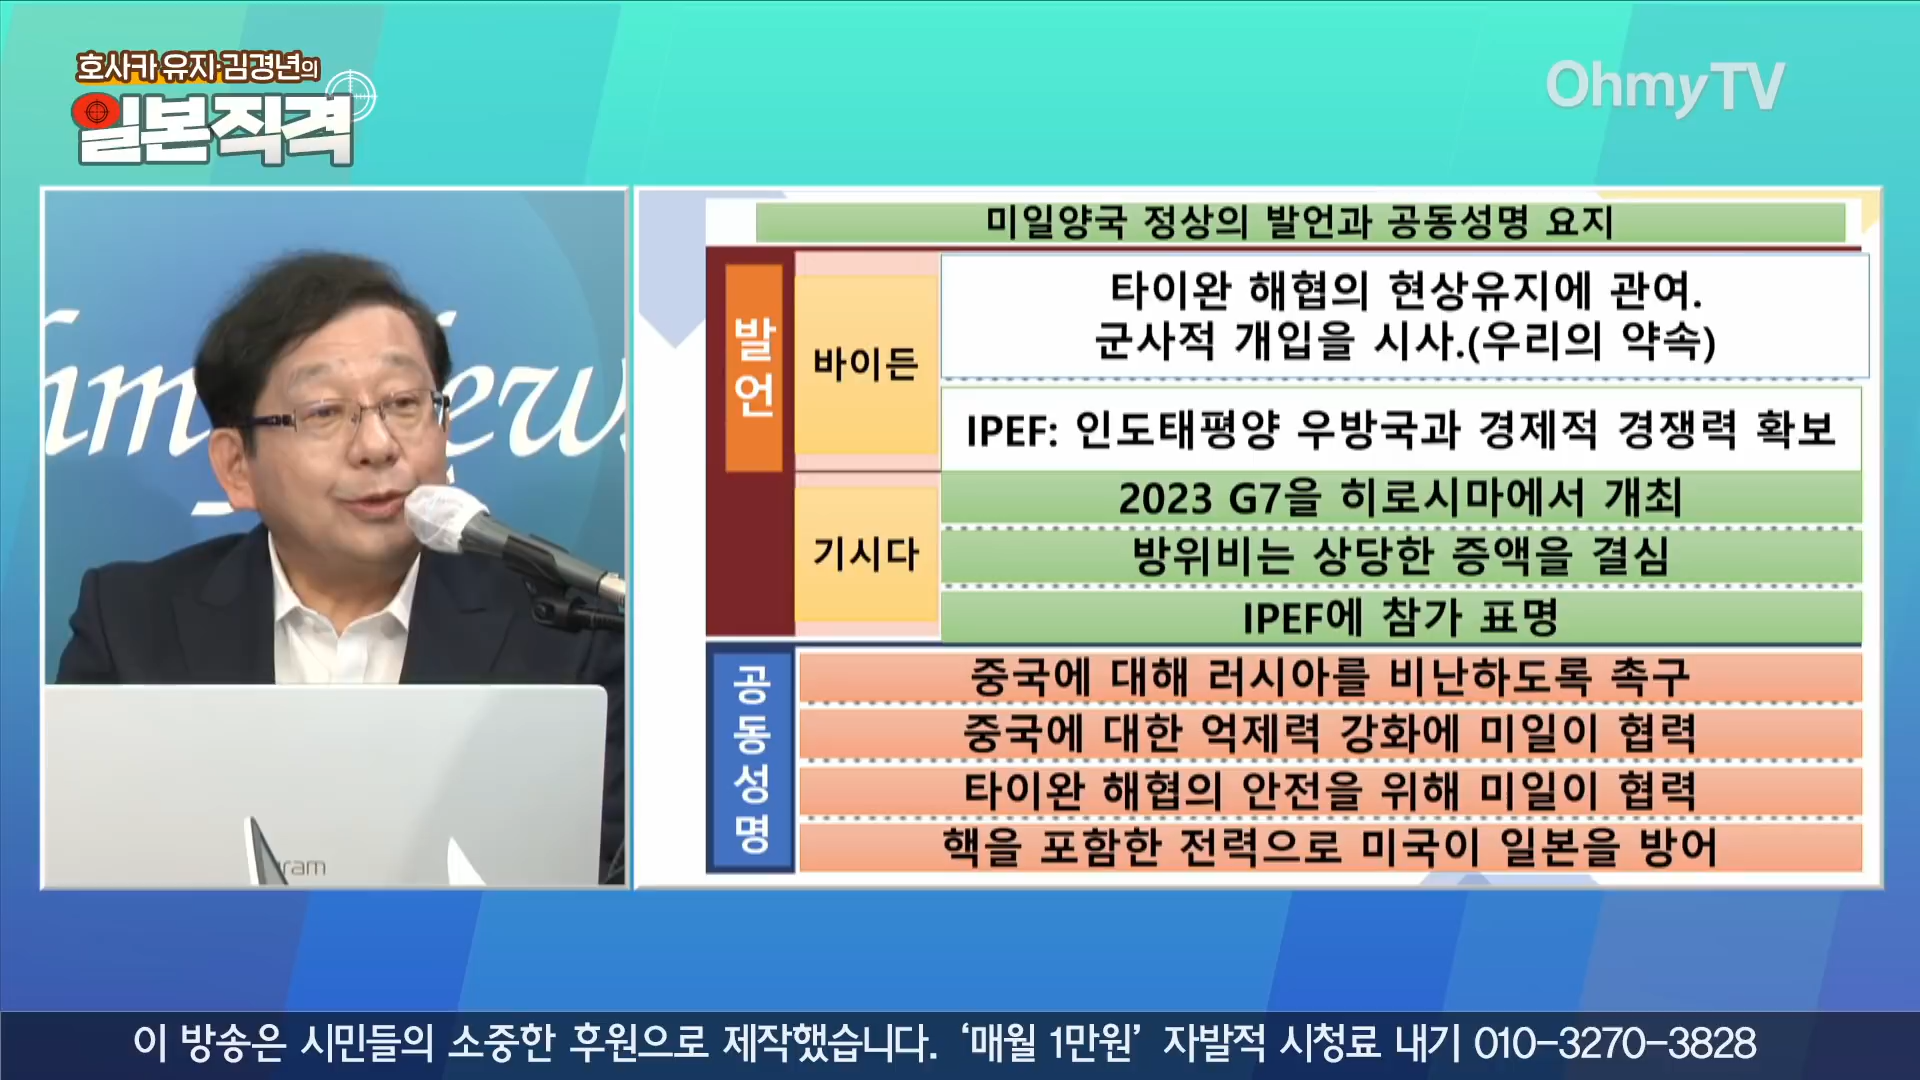 호사카 유지·김경년의
일본직격
OhmyTV
미일양국 정상의 발언과 공동성명 요지
발언
바이든
타이완 해협의 현상유지에 관여.
군사적 개입을 시사.(우리의 약속)
IPEF: 인도태평양 우방국과 경제적 경쟁력 확보
기시다
2023 G7을 히로시마에서 개최
방위비는 상당한 증액을 결심
IPEF에 참가 표명
공동성명
중국에 대해 러시아를 비난하도록 촉구
중국에 대한 억제력 강화에 미일이 협력
타이완 해협의 안전을 위해 미일이 협력
핵을 포함한 전력으로 미국이 일본을 방어
이 방송은 시민들의 소중한 후원으로 제작했습니다. ‘매월 1만원’ 자발적 시청료 내기 010-3270-3828